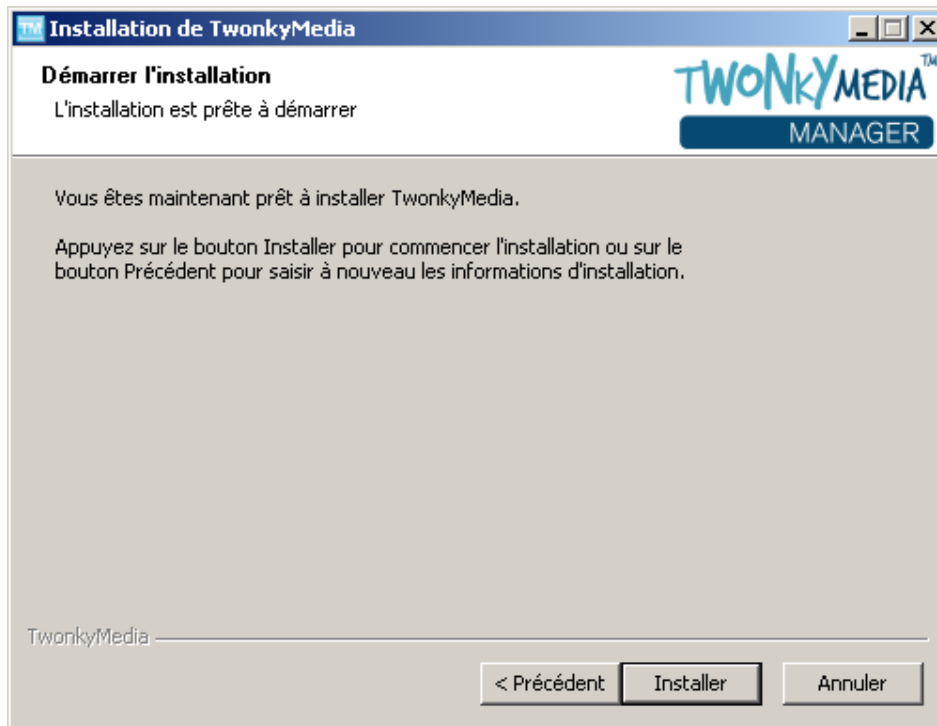 TM Installation de TwonkyMedia
Démarrer l'installation
L'installation est prête à démarrer
TWONKY MEDIA™
MANAGER
Vous êtes maintenant prêt à installer TwonkyMedia.
Appuyez sur le bouton Installer pour commencer l'installation ou sur le
bouton Précédent pour saisir à nouveau les informations d'installation.
TwonkyMedia
< Précédent Installer Annuler